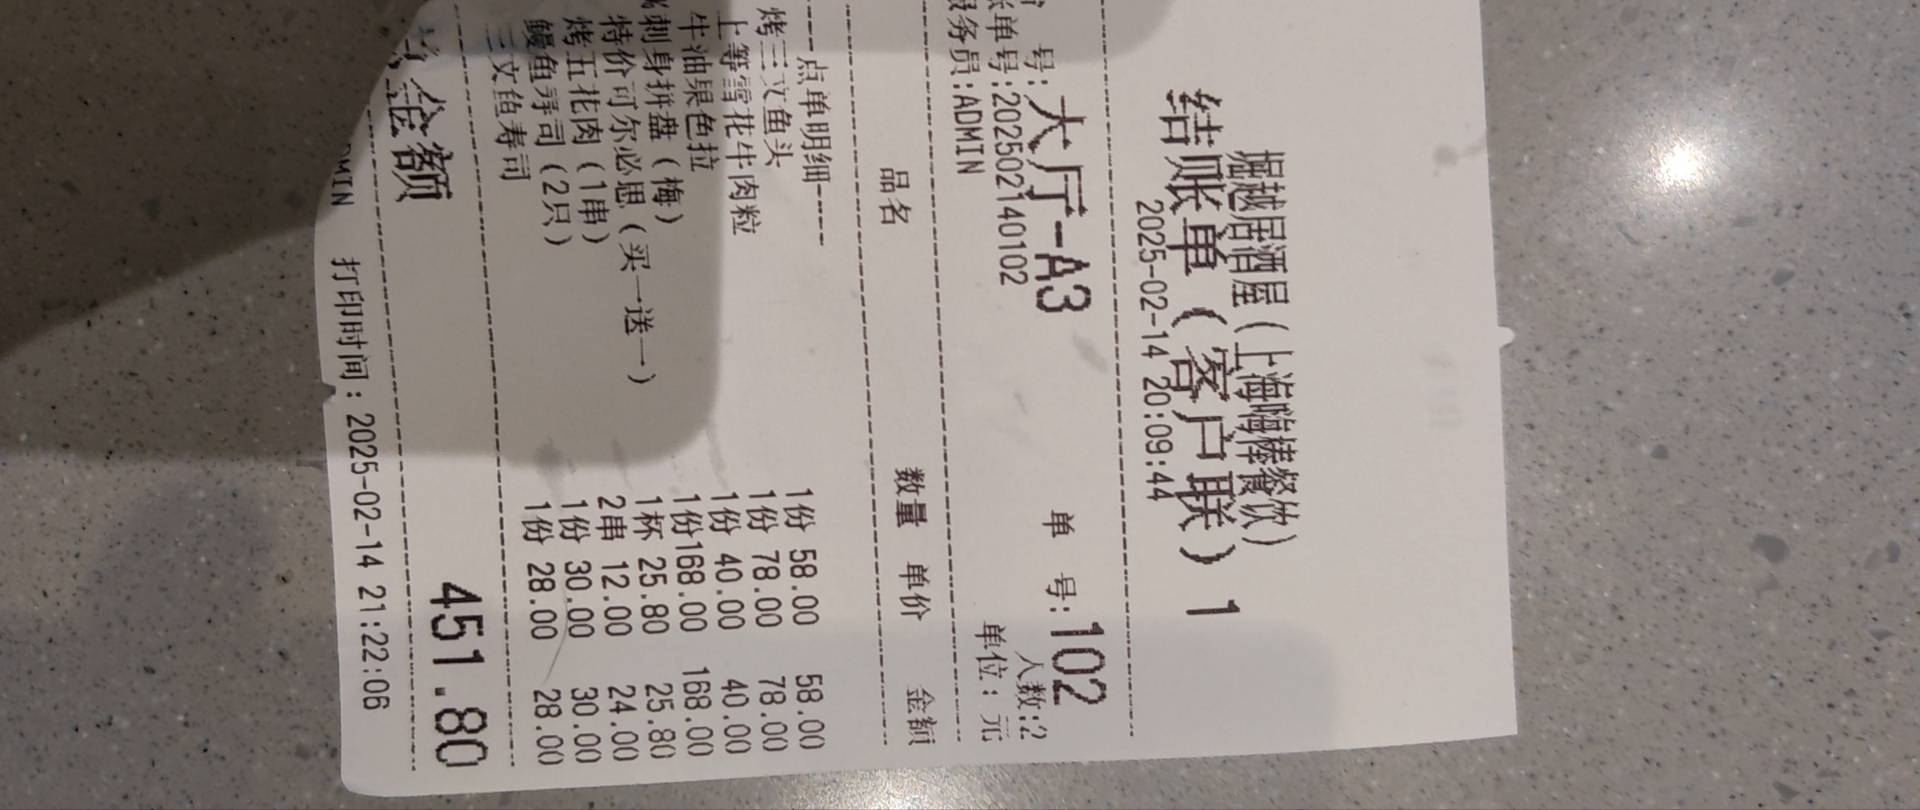 堀越居酒屋(上海嗨棒餐饮)
结账单(客户联) 1
2025-02-14 20:09:44
号:大厅-A3 单 号:102
单号:202502140102 人数:2
服务员:ADMIN 单位:元
品名 数量 单价 金额
----点单明细----
烤三文鱼头 1份 58.00 58.00
上等雪花牛肉粒 1份 78.00 78.00
牛油果色拉 1份 40.00 40.00
刺身拼盘(梅) 1份168.00 168.00
特价可尔必思(买一送一) 1杯 25.80 25.80
烤五花肉(1串) 2串 12.00 24.00
鳗鱼寿司(2只) 1份 30.00 30.00
三文鱼寿司 1份 28.00 28.00
金额 451.80
DMIN 打印时间:2025-02-14 21:22:06